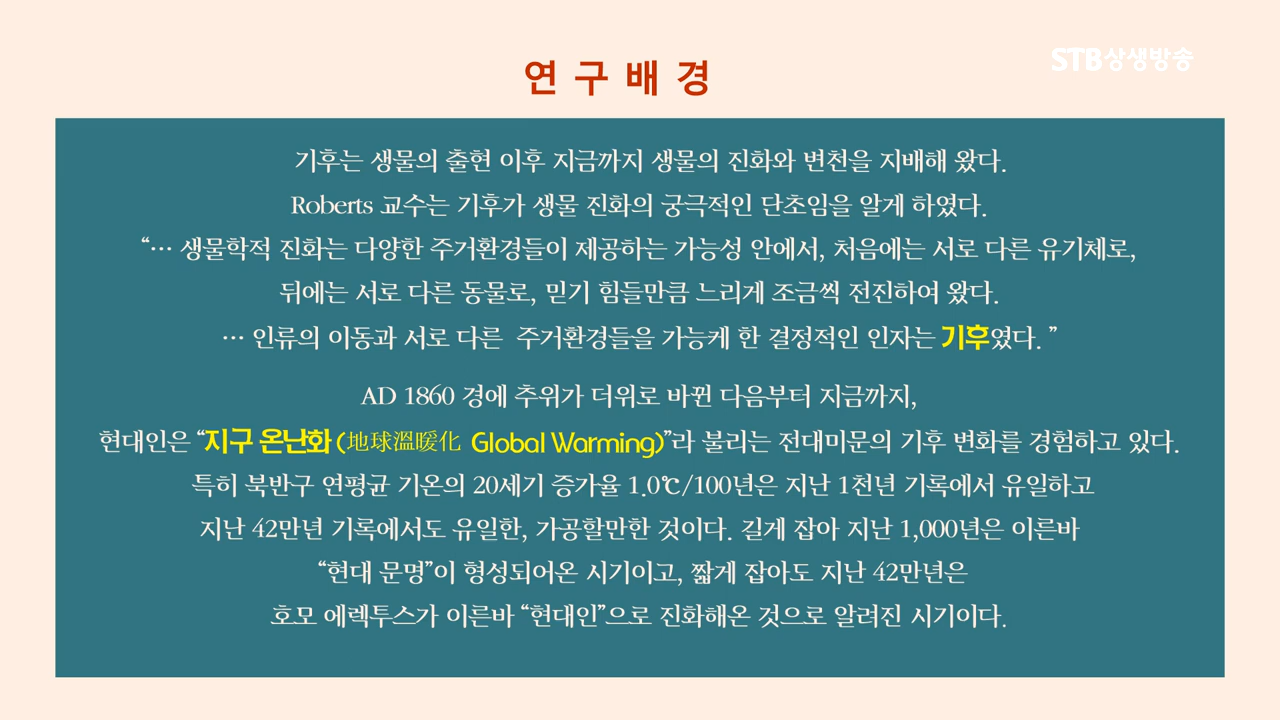 STB상생방송
연 구 배 경
기후는 생물의 출현 이후 지금까지 생물의 진화와 변천을 지배해 왔다.
Roberts 교수는 기후가 생물 진화의 궁극적인 단초임을 알게 하였다.
“… 생물학적 진화는 다양한 주거환경들이 제공하는 가능성 안에서, 처음에는 서로 다른 유기체로,
뒤에는 서로 다른 동물로, 믿기 힘들만큼 느리게 조금씩 전진하여 왔다.
… 인류의 이동과 서로 다른 주거환경들을 가능케 한 결정적인 인자는 기후였다. ”
AD 1860 경에 추위가 더위로 바뀐 다음부터 지금까지,
현대인은 “지구 온난화 (地球溫暖化 Global Warming)”라 불리는 전대미문의 기후 변화를 경험하고 있다.
특히 북반구 연평균 기온의 20세기 증가율 1.0℃/100년은 지난 1천년 기록에서 유일하고
지난 42만년 기록에서도 유일한, 가공할만한 것이다. 길게 잡아 지난 1,000년은 이른바
“현대 문명”이 형성되어온 시기이고, 짧게 잡아도 지난 42만년은
호모 에렉투스가 이른바 “현대인”으로 진화해온 것으로 알려진 시기이다.